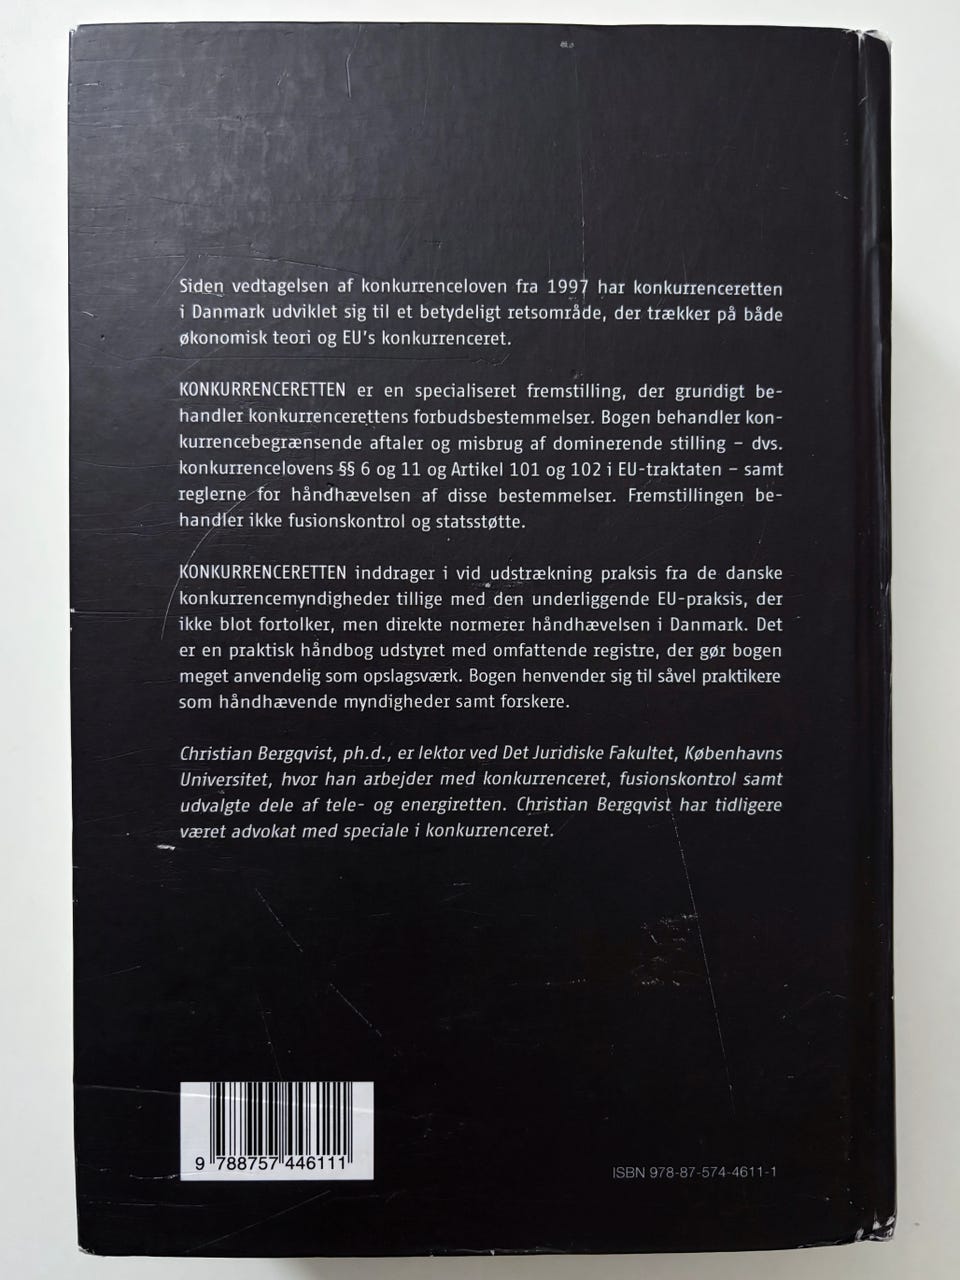 Siden vedtagelsen af konkurrenceloven fra 1997 har konkurrenceretten
i Danmark udviklet sig til et betydeligt retsområde, der trækker på både
økonomisk teori og EU's konkurrenceret.
KONKURRENCERETTEN er en specialiseret fremstilling, der grundigt be-
handler konkurrencerettens forbudsbestemmelser. Bogen behandler kon-
kurrencebegrænsende aftaler og misbrug af dominerende stilling – dvs.
konkurrencelovens §§ 6 og 11 og Artikel 101 og 102 i EU-traktaten – samt
reglerne for håndhævelsen af disse bestemmelser. Fremstillingen be-
handler ikke fusionskontrol og statsstøtte.
KONKURRENCERETTEN inddrager i vid udstrækning praksis fra de danske
konkurrencemyndigheder tillige med den underliggende EU-praksis, der
ikke blot fortolker, men direkte normerer håndhævelsen i Danmark. Det
er en praktisk håndbog udstyret med omfattende registre, der gør bogen
meget anvendelig som opslagsværk. Bogen henvender sig til såvel praktikere
som håndhævende myndigheder samt forskere.
Christian Bergqvist, ph.d., er lektor ved Det Juridiske Fakultet, Københavns
Universitet, hvor han arbejder med konkurrenceret, fusionskontrol samt
udvalgte dele af tele- og energiretten. Christian Bergqvist har tidligere
været advokat med speciale i konkurrenceret.
9 788757 446111
ISBN 978-87-574-4611-1